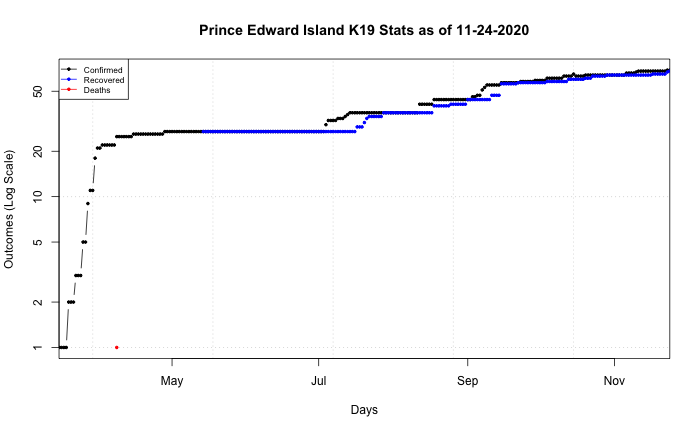 Prince Edward Island K19 Stats as of 11-24-2020
Confirmed
Recovered
Deaths
Outcomes (Log Scale)
50
20
10
5
2
1
May
Jul
Sep
Nov
Days